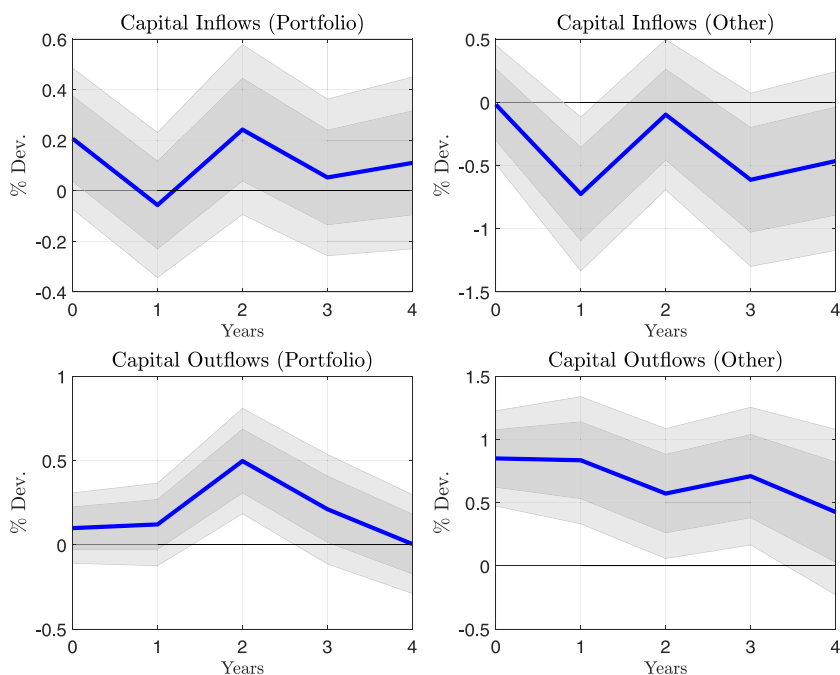 Capital Inflows (Portfolio)
% Dev.
0.6
0.4
0.2
0
-0.2
-0.4
0 1 2 3 4
Years
Capital Inflows (Other)
% Dev.
0.5
0
-0.5
-1
-1.5
0 1 2 3 4
Years
Capital Outflows (Portfolio)
% Dev.
1
0.5
0
-0.5
0 1 2 3 4
Years
Capital Outflows (Other)
% Dev.
1.5
1
0.5
0
-0.5
0 1 2 3 4
Years